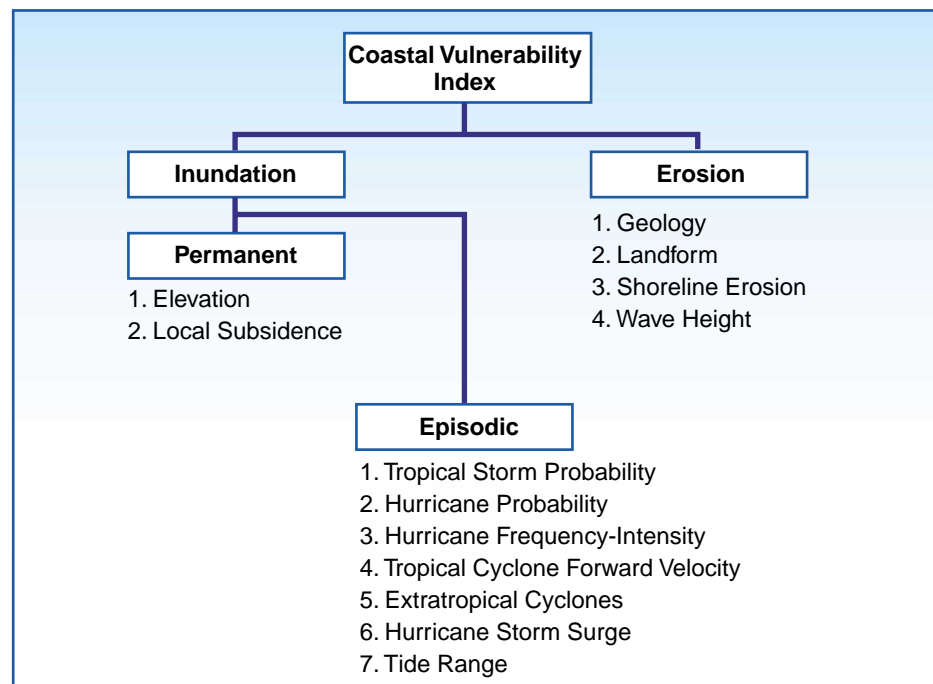 Coastal Vulnerability
Index
Inundation
Erosion
Permanent
1. Elevation
2. Local Subsidence
1. Geology
2. Landform
3. Shoreline Erosion
4. Wave Height
Episodic
1. Tropical Storm Probability
2. Hurricane Probability
3. Hurricane Frequency-Intensity
4. Tropical Cyclone Forward Velocity
5. Extratropical Cyclones
6. Hurricane Storm Surge
7. Tide Range